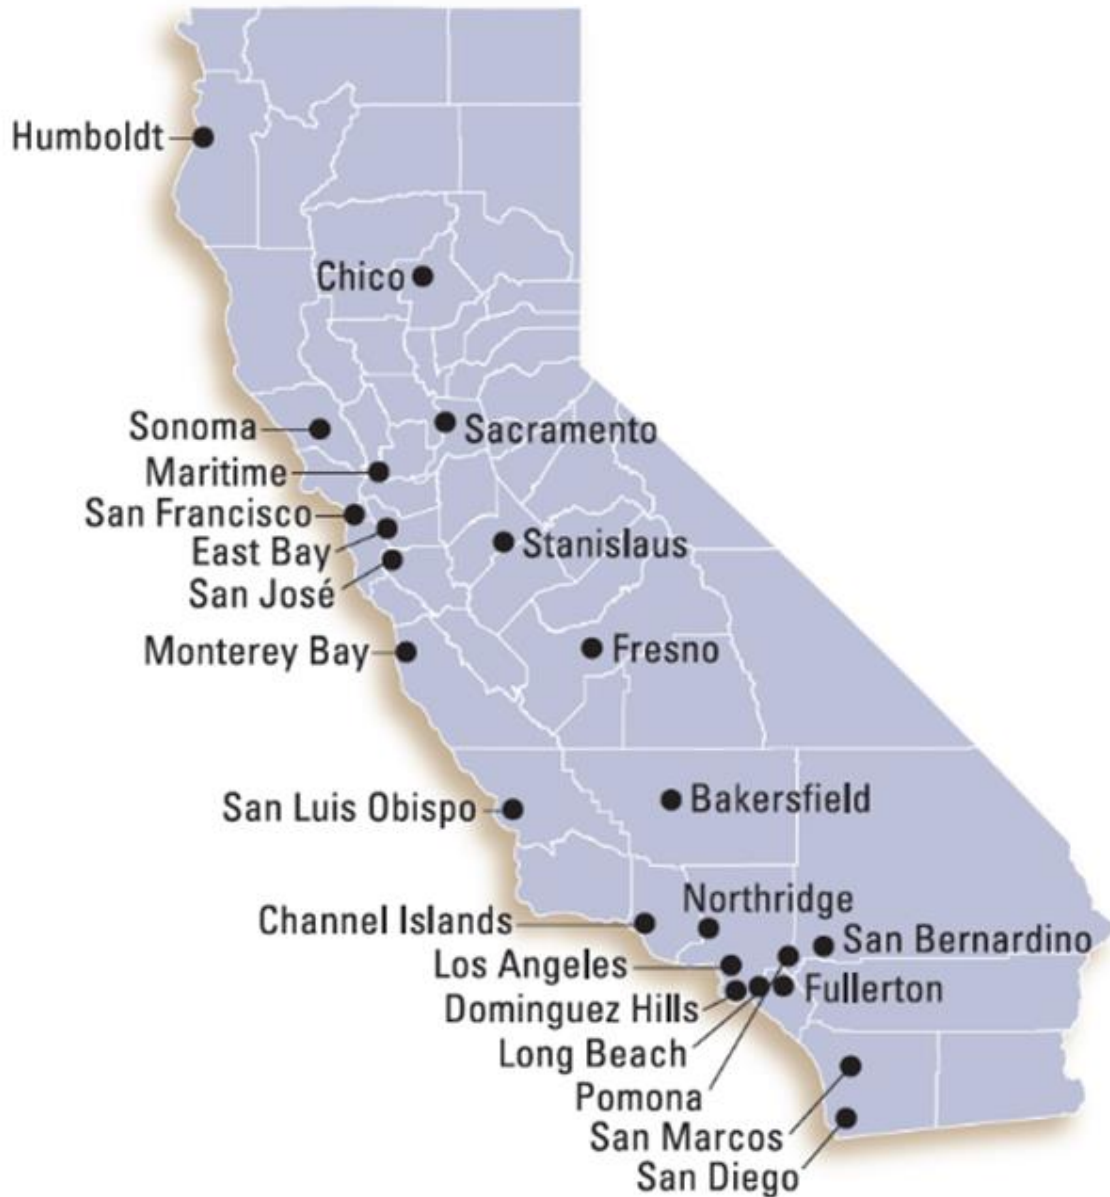 Humboldt
Chico
Sonoma
Sacramento
Maritime
San Francisco
East Bay
Stanislaus
San José
Monterey Bay
Fresno
San Luis Obispo
Bakersfield
Northridge
Channel Islands
San Bernardino
Los Angeles
Fullerton
Dominguez Hills
Long Beach
Pomona
San Marcos
San Diego